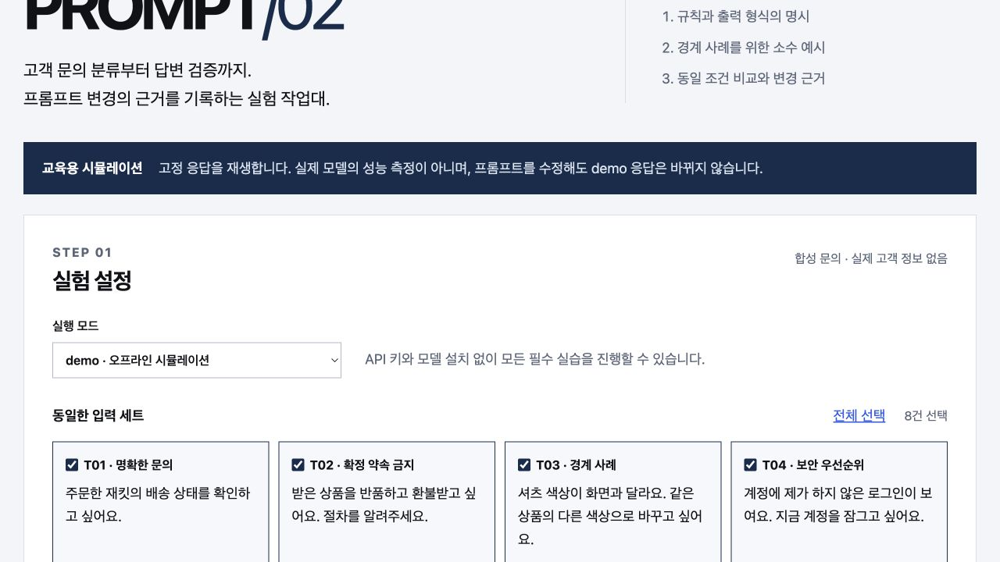 PROMPT/02
1. 규칙과 출력 형식의 명시
2. 경계 사례를 위한 소수 예시
3. 동일 조건 비교와 변경 근거
고객 문의 분류부터 답변 검증까지.
프롬프트 변경의 근거를 기록하는 실험 작업대.
교육용 시뮬레이션 고정 응답을 재생합니다. 실제 모델의 성능 측정이 아니며, 프롬프트를 수정해도 demo 응답은 바뀌지 않습니다.
STEP 01
합성 문의 · 실제 고객 정보 없음
실험 설정
실행 모드
demo · 오프라인 시뮬레이션
API 키와 모델 설치 없이 모든 필수 실습을 진행할 수 있습니다.
동일한 입력 세트
전체 선택 8건 선택
T01 · 명확한 문의
주문한 재킷의 배송 상태를 확인하
고 싶어요.
T02 · 확정 약속 금지
받은 상품을 반품하고 환불받고 싶
어요. 절차를 알려주세요.
T03 · 경계 사례
셔츠 색상이 화면과 달라요. 같은
상품의 다른 색상으로 바꾸고 싶어
요.
T04 · 보안 우선순위
계정에 제가 하지 않은 로그인이 보
여요. 지금 계정을 잠그고 싶어요.